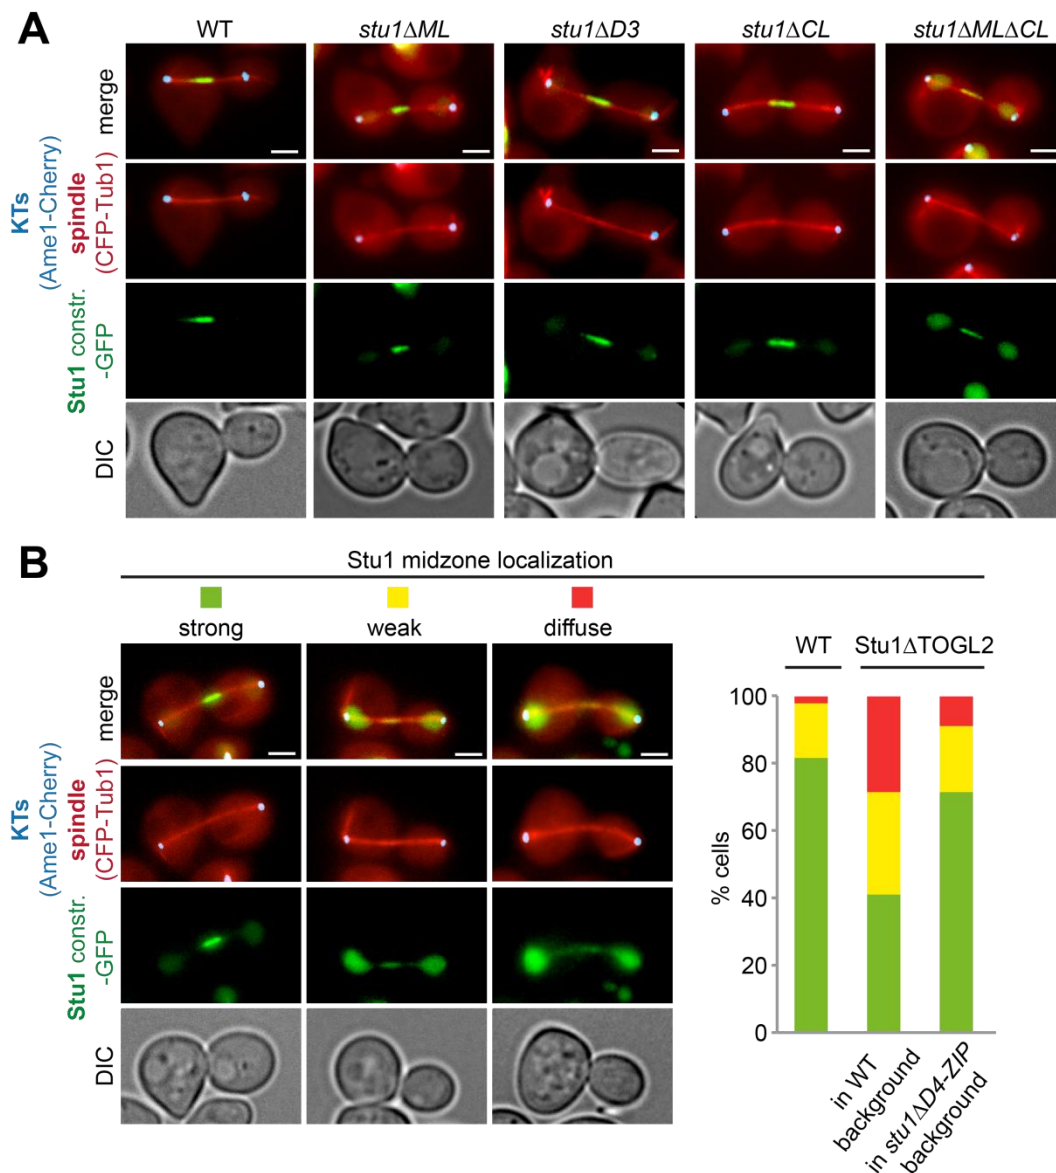 A
WT
stu1ΔML
stu1ΔD3
stu1ΔCL
stu1ΔMLΔCL
merge
KTs
(Ame1-Cherry)
spindle
(CFP-Tub1)
Stu1 constr.
-GFP
DIC
B
Stu1 midzone localization
strong
weak
diffuse
merge
KTs
(Ame1-Cherry)
spindle
(CFP-Tub1)
Stu1 constr.
-GFP
DIC
WT
Stu1ΔTOGL2
% cells
100
80
60
40
20
0
in WT
background
in stu1ΔD4-ZIP
background